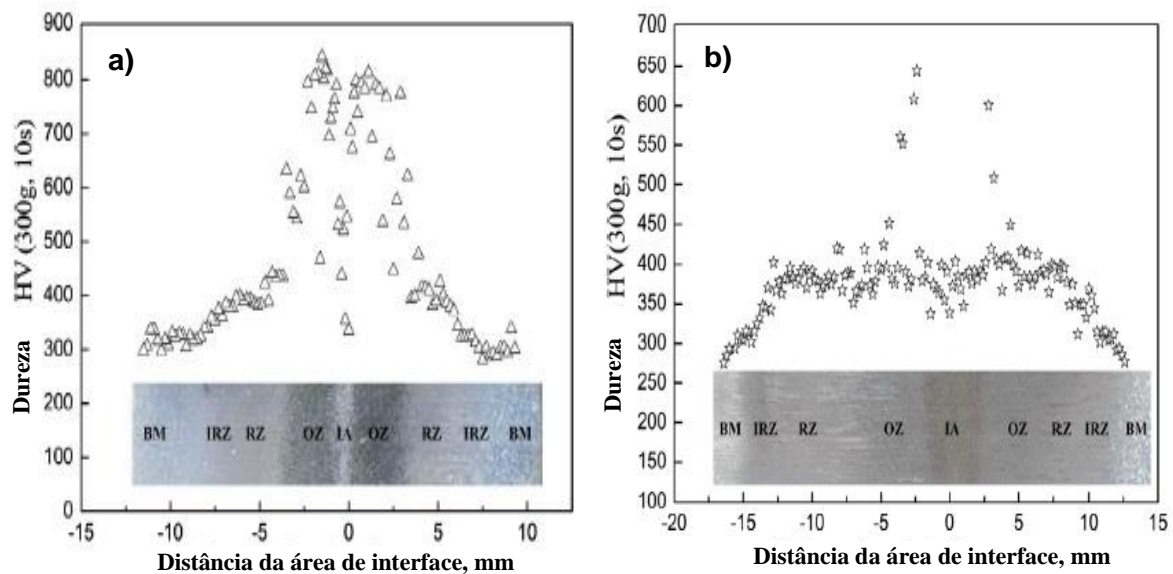 a)
Dureza HV (300g, 10s)
900
800
700
600
500
400
300
200
100
0
BM IRZ RZ OZ IA OZ RZ IRZ BM
-15 -10 -5 0 5 10
Distância da área de interface, mm
b)
Dureza HV (300g, 10s)
700
650
600
550
500
450
400
350
300
250
200
150
100
BM IRZ RZ OZ IA OZ RZ IRZ BM
-20 -15 -10 -5 0 5 10 15
Distância da área de interface, mm